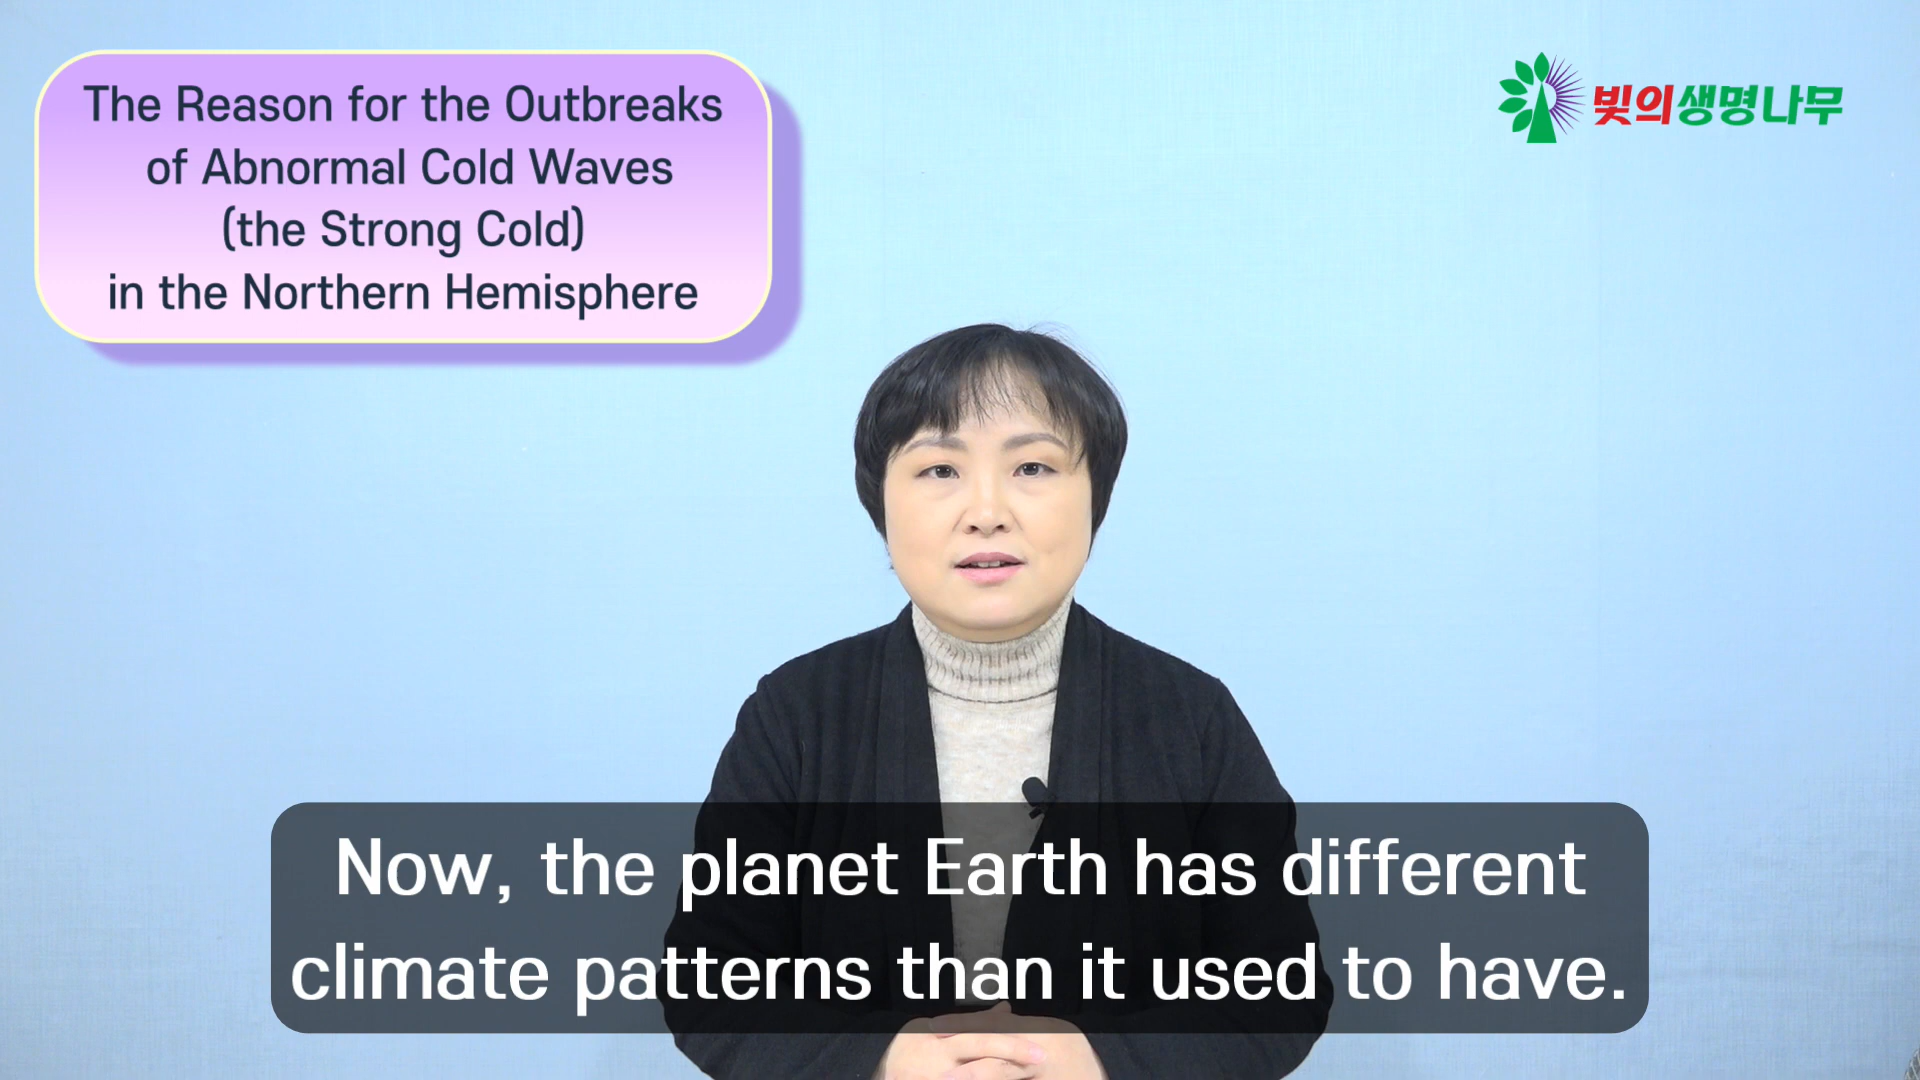 The Reason for the Outbreaks
of Abnormal Cold Waves
(the Strong Cold)
in the Northern Hemisphere
빛의생명나무
Now, the planet Earth has different
climate patterns than it used to have.